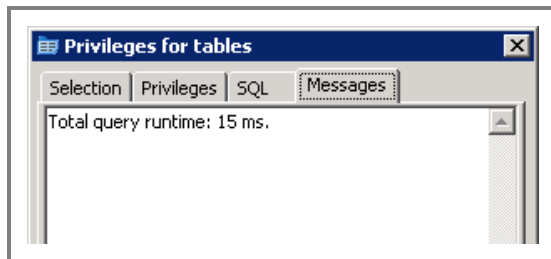 Privileges for tables
Selection Privileges SQL Messages
Total query runtime: 15 ms.